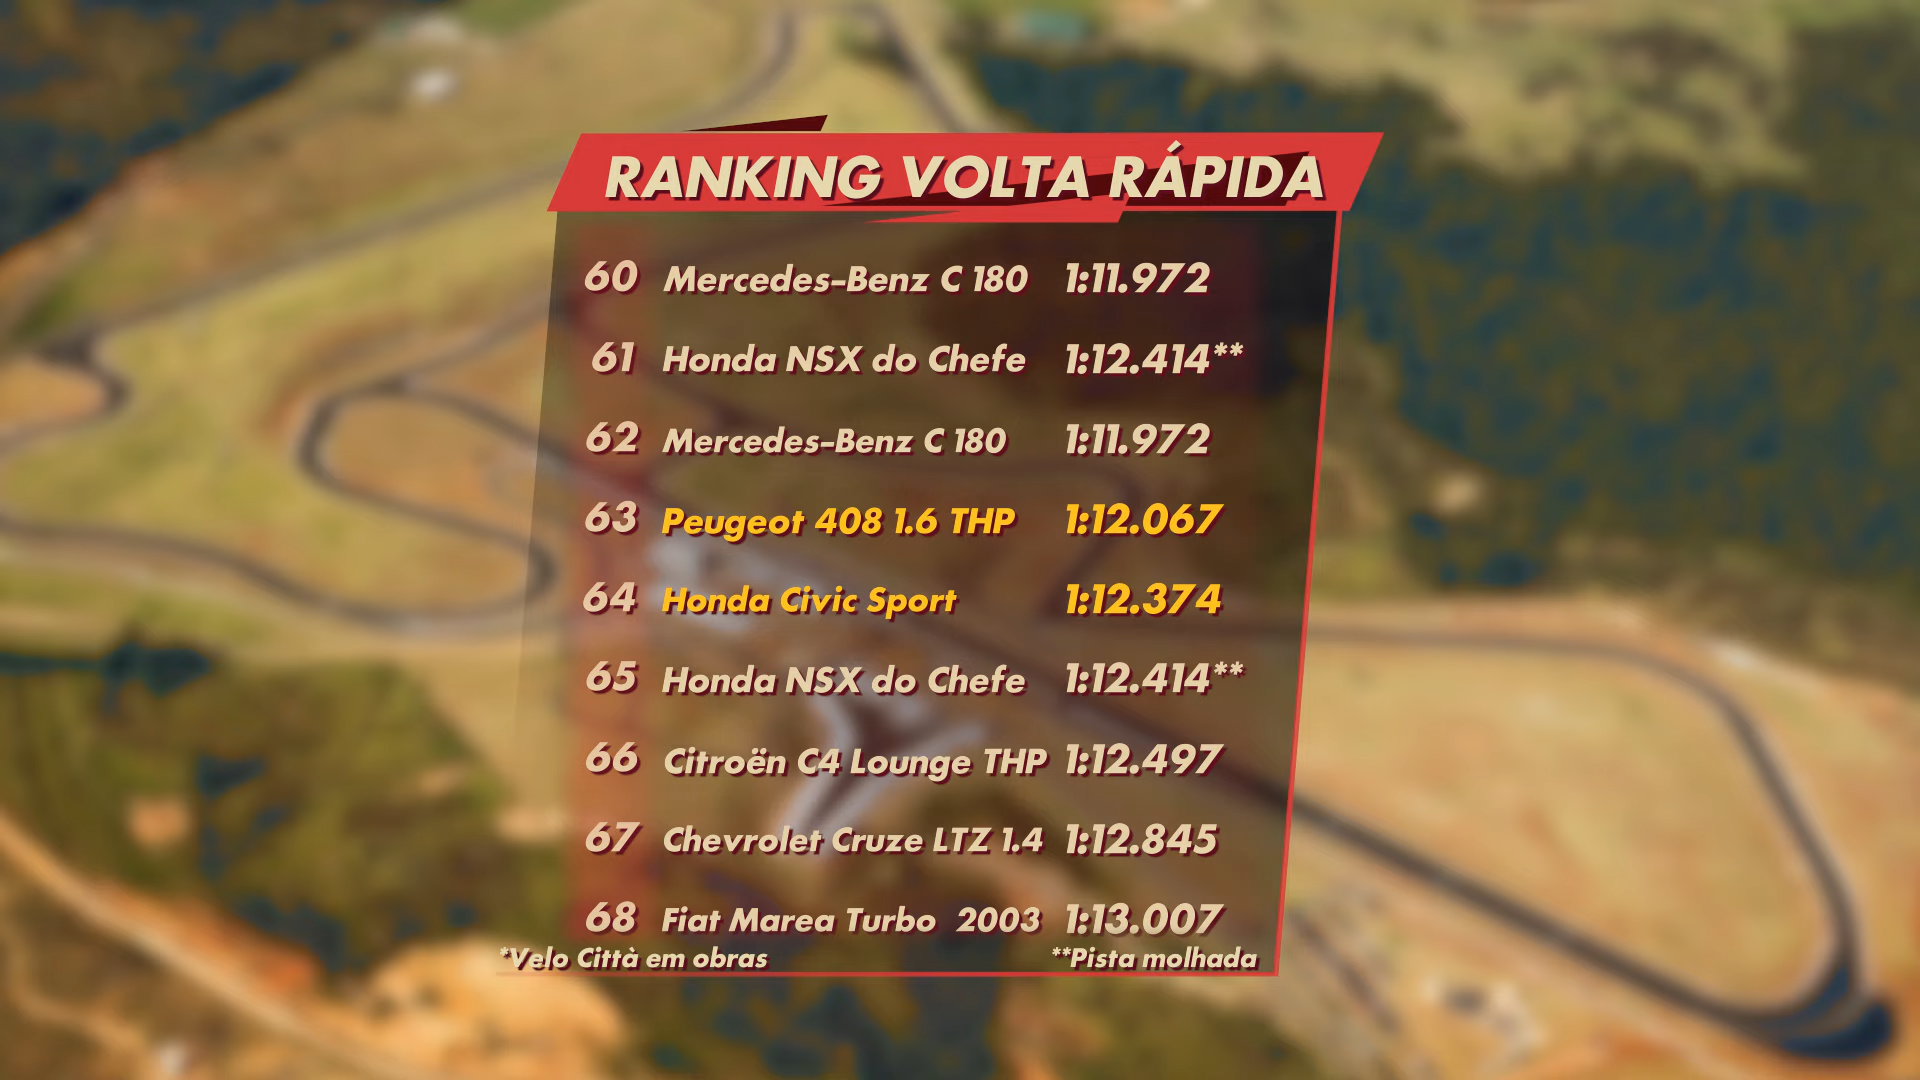 RANKING VOLTA RÁPIDA
60 Mercedes-Benz C 180 1:11.972
61 Honda NSX do Chefe 1:12.414**
62 Mercedes-Benz C 180 1:11.972
63 Peugeot 408 1.6 THP 1:12.067
64 Honda Civic Sport 1:12.374
65 Honda NSX do Chefe 1:12.414**
66 Citroën C4 Lounge THP 1:12.497
67 Chevrolet Cruze LTZ 1.4 1:12.845
68 Fiat Marea Turbo 2003 1:13.007
*Velo Città em obras **Pista molhada